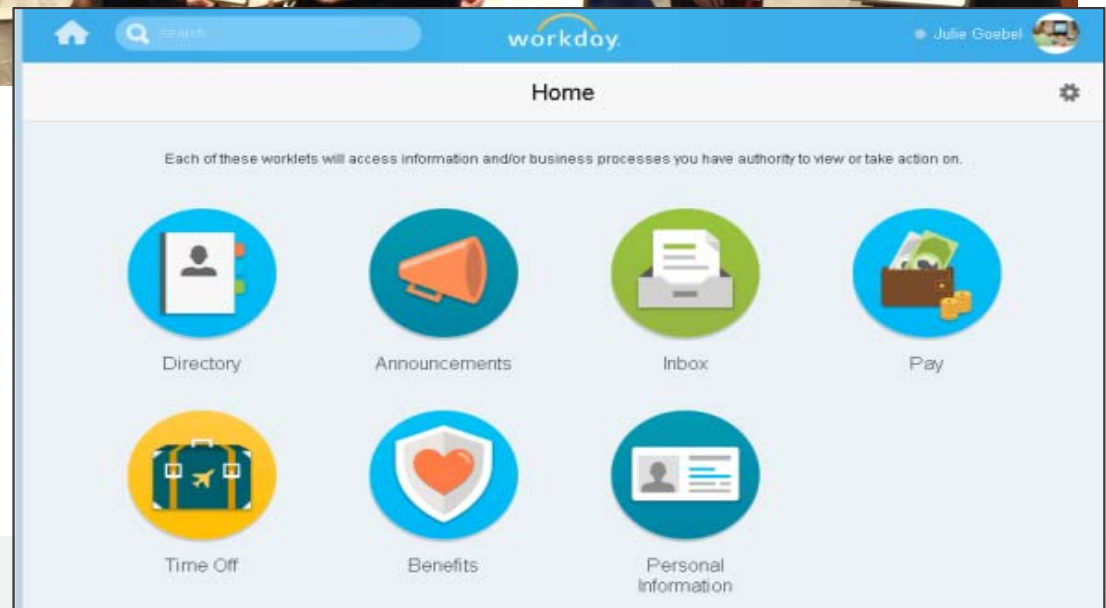 Search
workday.
Julie Goebel
Home
Each of these worklets will access information and/or business processes you have authority to view or take action on.
Directory
Announcements
Inbox
Pay
Time Off
Benefits
Personal
Information